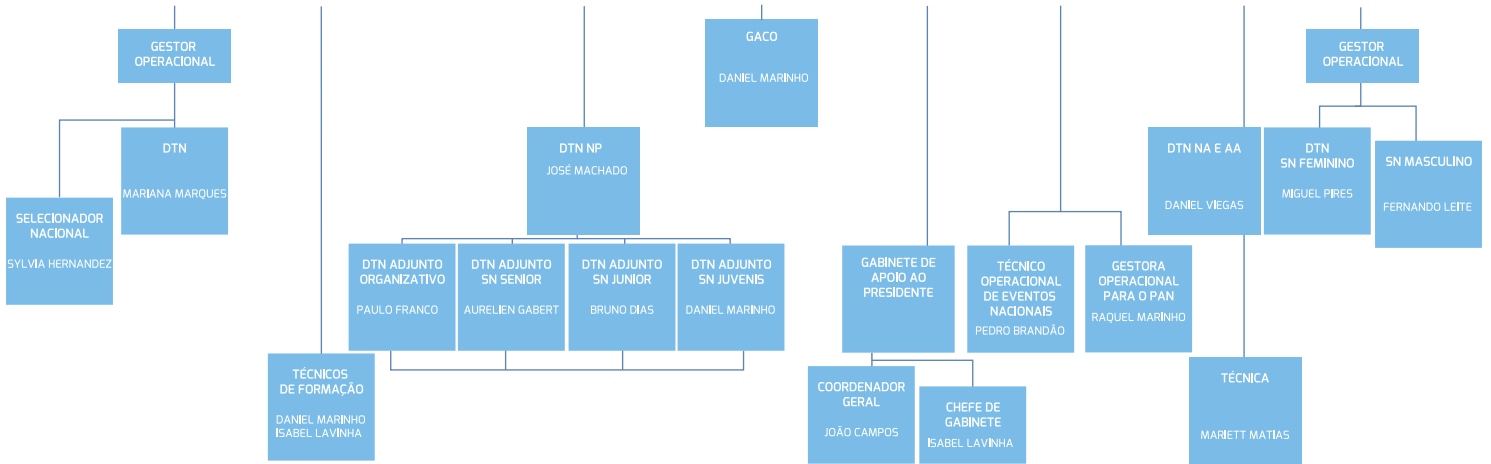 GESTOR
OPERACIONAL
DTN
MARIANA MARQUES
SELECIONADOR
NACIONAL
SYLVIA HERNANDEZ
TÉCNICOS
DE FORMAÇÃO
DANIEL MARINHO
ISABEL LAVINHA
DTN NP
JOSÉ MACHADO
DTN ADJUNTO
ORGANIZATIVO
PAULO FRANCO
DTN ADJUNTO
SN SENIOR
AURELIEN GABERT
DTN ADJUNTO
SN JUNIOR
BRUNO DIAS
DTN ADJUNTO
SN JUVENIS
DANIEL MARINHO
GACO
DANIEL MARINHO
GABINETE DE
APOIO AO
PRESIDENTE
COORDENADOR
GERAL
JOÃO CAMPOS
CHEFE DE
GABINETE
ISABEL LAVINHA
TÉCNICO
OPERACIONAL
DE EVENTOS
NACIONAIS
PEDRO BRANDÃO
GESTORA
OPERACIONAL
PARA O PAN
RAQUEL MARINHO
DTN NA E AA
DANIEL VIEGAS
TÉCNICA
MARIETT MATIAS
GESTOR
OPERACIONAL
DTN
SN FEMININO
MIGUEL PIRES
SN MASCULINO
FERNANDO LEITE